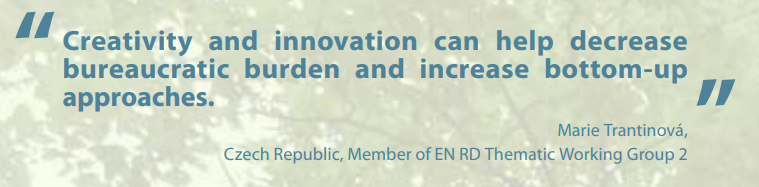 “
Creativity and innovation can help decrease
bureaucratic burden and increase bottom-up
approaches.
”
Marie Trantinová,
Czech Republic, Member of EN RD Thematic Working Group 2